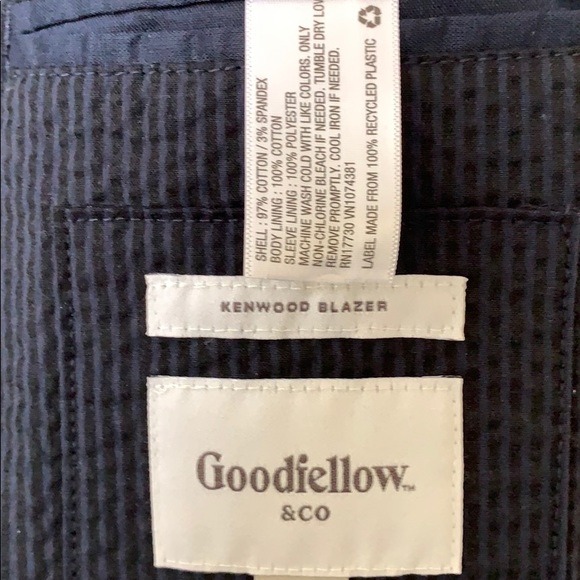 SHELL : 97% COTTON / 3% SPANDEX
BODY LINING : 100% COTTON
SLEEVE LINING : 100% POLYESTER
MACHINE WASH COLD WITH LIKE COLORS. ONLY
NON-CHLORINE BLEACH IF NEEDED. TUMBLE DRY LOW
REMOVE PROMPTLY. COOL IRON IF NEEDED.
RN17730 VN1074381
LABEL MADE FROM 100% RECYCLED PLASTIC
KENWOOD BLAZER
Goodfellow™
&CO